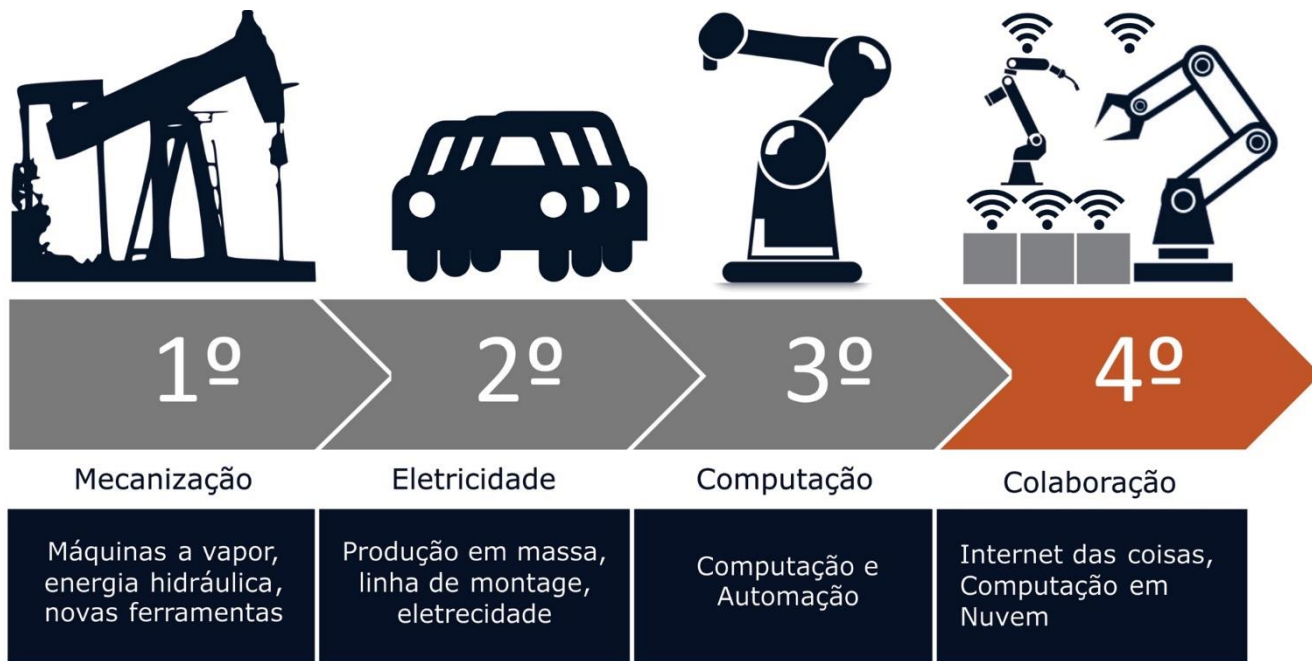 1º
2º
3º
4º
Mecanização
Eletricidade
Computação
Colaboração
Máquinas a vapor,
energia hidráulica,
novas ferramentas
Produção em massa,
linha de montage,
eletrecidade
Computação e
Automação
Internet das coisas,
Computação em
Nuvem